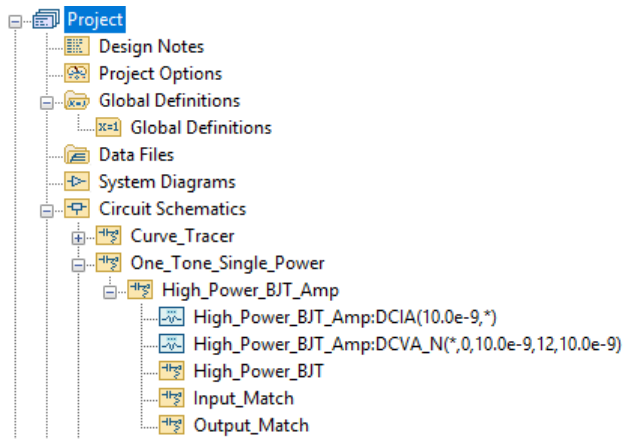 Project
Design Notes
Project Options
Global Definitions
x=1 Global Definitions
Data Files
System Diagrams
Circuit Schematics
Curve_Tracer
One_Tone_Single_Power
High_Power_BJT_Amp
High_Power_BJT_Amp:DCIA(10.0e-9,*)
High_Power_BJT_Amp:DCVA_N(*,0,10.0e-9,12,10.0e-9)
High_Power_BJT
Input_Match
Output_Match